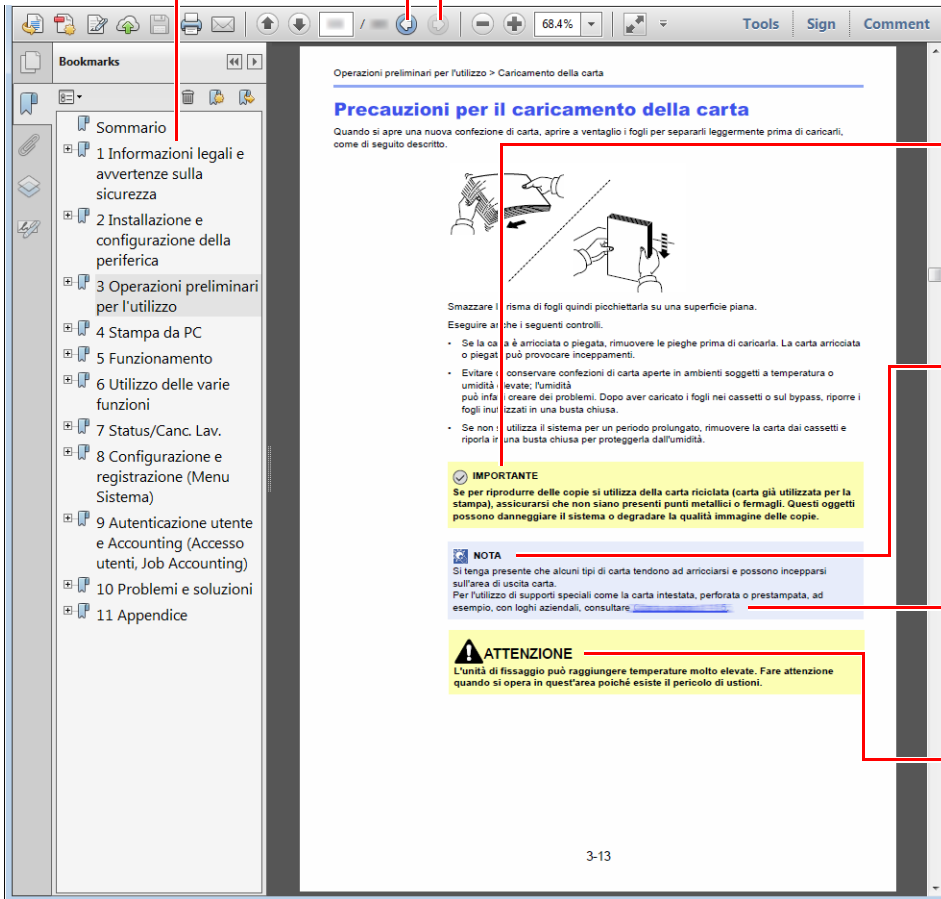 /
68.4%
Tools
Sign
Comment
Bookmarks
Sommario
1 Informazioni legali e
avvertenze sulla
sicurezza
2 Installazione e
configurazione della
periferica
3 Operazioni preliminari
per l'utilizzo
4 Stampa da PC
5 Funzionamento
6 Utilizzo delle varie
funzioni
7 Status/Canc. Lav.
8 Configurazione e
registrazione (Menu
Sistema)
9 Autenticazione utente
e Accounting (Accesso
utenti, Job Accounting)
10 Problemi e soluzioni
11 Appendice
Operazioni preliminari per l'utilizzo > Caricamento della carta
Precauzioni per il caricamento della carta
Quando si apre una nuova confezione di carta, aprire a ventaglio i fogli per separarli leggermente prima di caricarli,
come di seguito descritto.
Smazzare la risma di fogli quindi picchiettarla su una superficie piana.
Eseguire anche i seguenti controlli.
• Se la carta è arricciata o piegata, rimuovere le pieghe prima di caricarla. La carta arricciata
o piegata può provocare inceppamenti.
• Evitare di conservare confezioni di carta aperte in ambienti soggetti a temperatura o
umidità elevate; l'umidità
può infatti creare dei problemi. Dopo aver caricato i fogli nei cassetti o sul bypass, riporre i
fogli inutilizzati in una busta chiusa.
• Se non si utilizza il sistema per un periodo prolungato, rimuovere la carta dai cassetti e
riporla in una busta chiusa per proteggerla dall'umidità.
IMPORTANTE
Se per riprodurre delle copie si utilizza della carta riciclata (carta già utilizzata per la
stampa), assicurarsi che non siano presenti punti metallici o fermagli. Questi oggetti
possono danneggiare il sistema o degradare la qualità immagine delle copie.
NOTA
Si tenga presente che alcuni tipi di carta tendono ad arricciarsi e possono incepparsi
sull'area di uscita carta.
Per l'utilizzo di supporti speciali come la carta intestata, perforata o prestampata, ad
esempio, con loghi aziendali, consultare
ATTENZIONE
L'unità di fissaggio può raggiungere temperature molto elevate. Fare attenzione
quando si opera in quest'area poiché esiste il pericolo di ustioni.
3-13